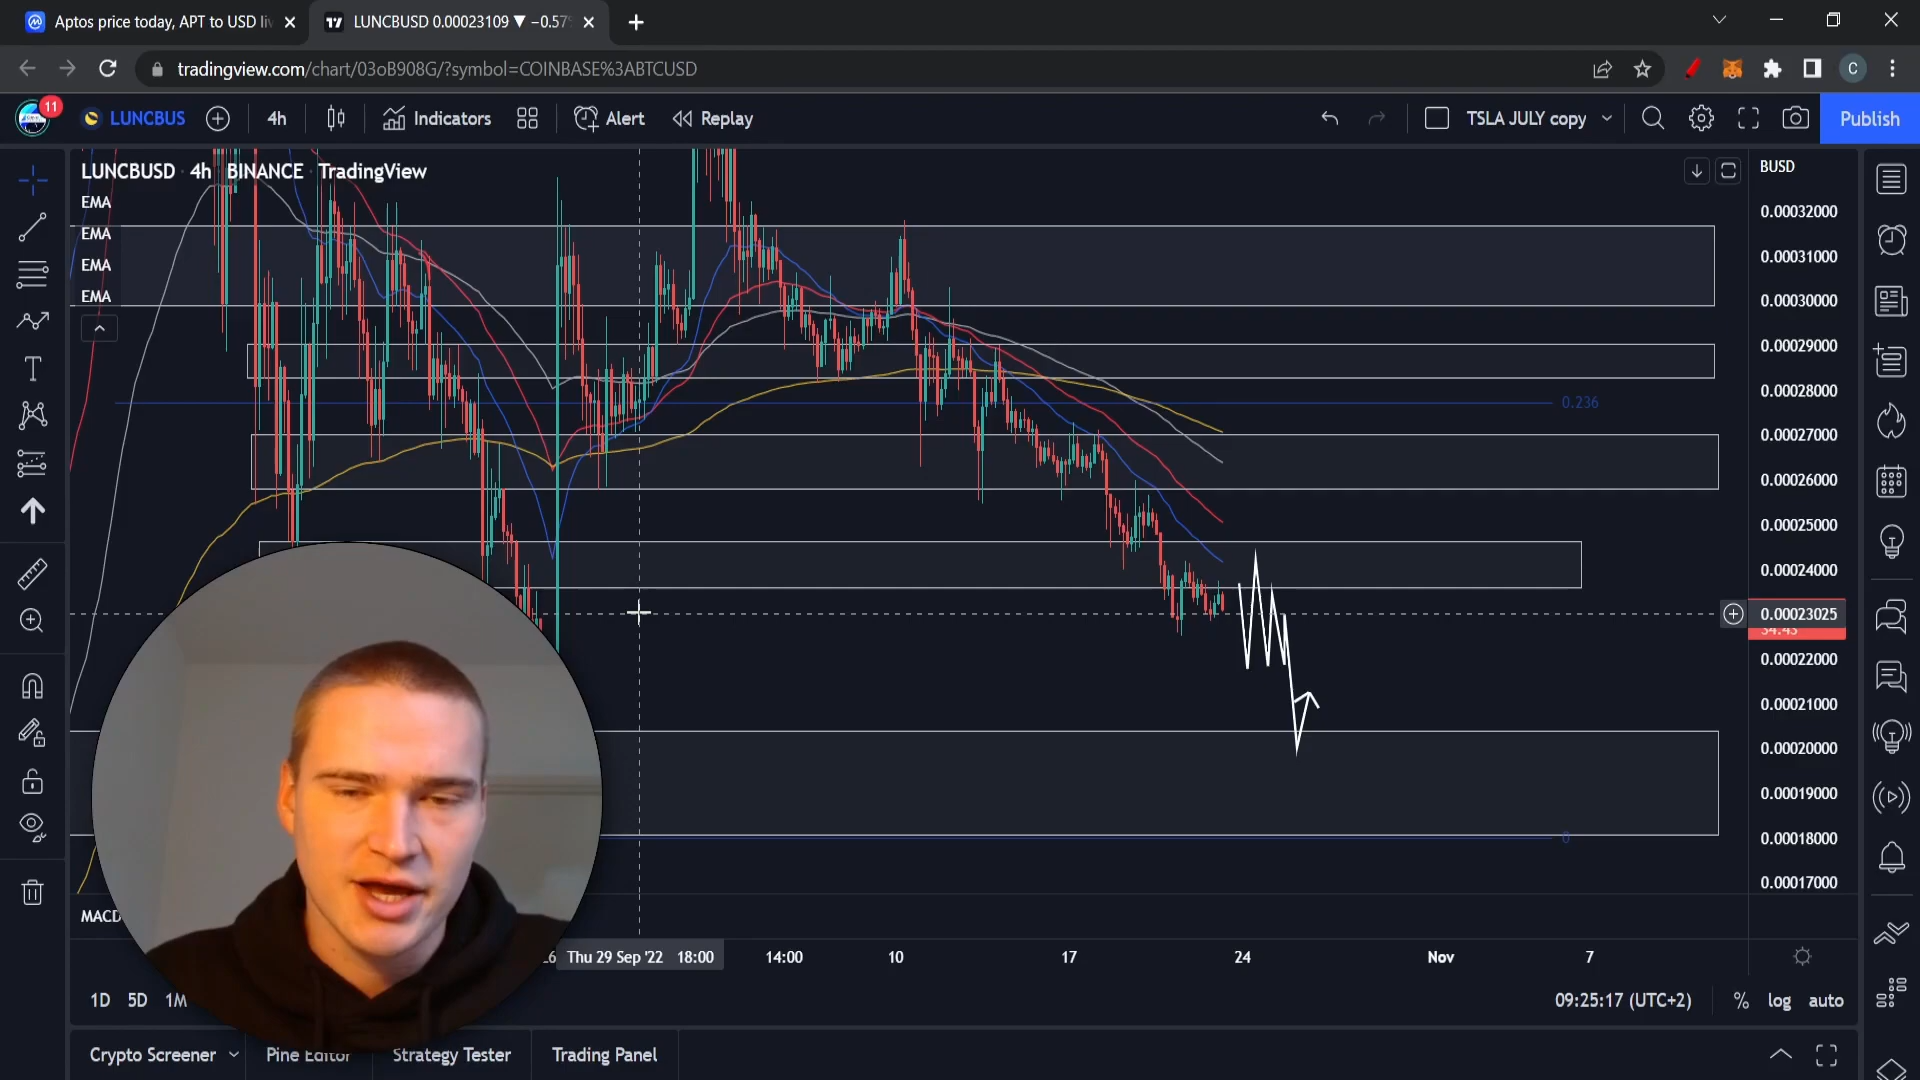 Aptos price today, APT to USD liv
LUNCBUSD 0.00023109 ▼ −0.57%
tradingview.com/chart/03oB908G/?symbol=COINBASE%3ABTCUSD
C
11
LUNCBUS
4h
Indicators
Alert
Replay
TSLA JULY copy
Publish
LUNCBUSD · 4h · BINANCE · TradingView
BUSD
EMA
EMA
EMA
EMA
0.00032000
0.00031000
0.00030000
0.00029000
0.00028000
0.236
0.00027000
0.00026000
0.00025000
0.00024000
0.00023025
0.00022000
0.00021000
0.00020000
0.00019000
0.00018000
0
0.00017000
MACD
Thu 29 Sep '22 18:00
14:00
10
17
24
Nov
7
1D 5D 1M
09:25:17 (UTC+2)
% log auto
Crypto Screener
Pine Editor
Strategy Tester
Trading Panel